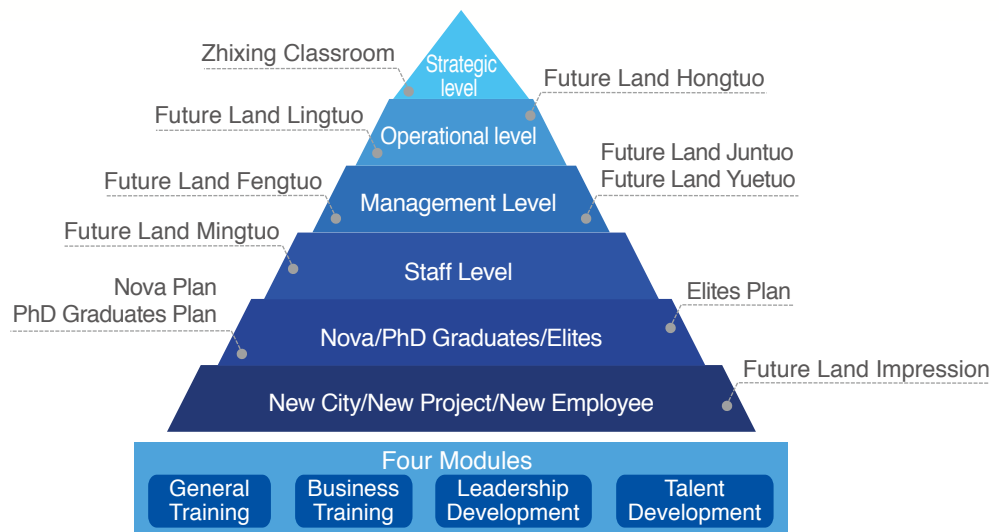 Zhixing Classroom
Strategic
level
Future Land Hongtuo
Future Land Lingtuo
Operational level
Future Land Juntuo
Future Land Yuetuo
Future Land Fengtuo
Management Level
Future Land Mingtuo
Staff Level
Nova Plan
PhD Graduates Plan
Elites Plan
Nova/PhD Graduates/Elites
Future Land Impression
New City/New Project/New Employee
Four Modules
General
Training
Business
Training
Leadership
Development
Talent
Development